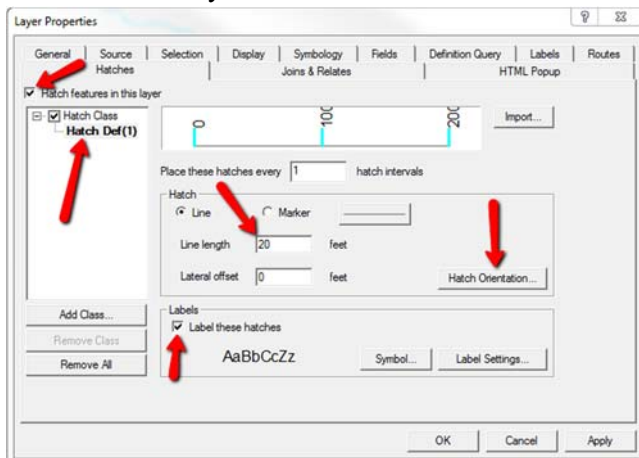 Layer Properties
General Source Selection Display Symbology Fields Definition Query Labels Routes
Hatches Joins & Relates HTML Popup
Hatch features in this layer
Hatch Class
Hatch Def(1)
0 100 200
Import...
Place these hatches every 1 hatch intervals
Hatch
Line Marker
Line length 20 feet
Lateral offset 0 feet
Hatch Orientation...
Add Class...
Remove Class
Remove All
Labels
Label these hatches
AaBbCcZz Symbol... Label Settings...
OK Cancel Apply